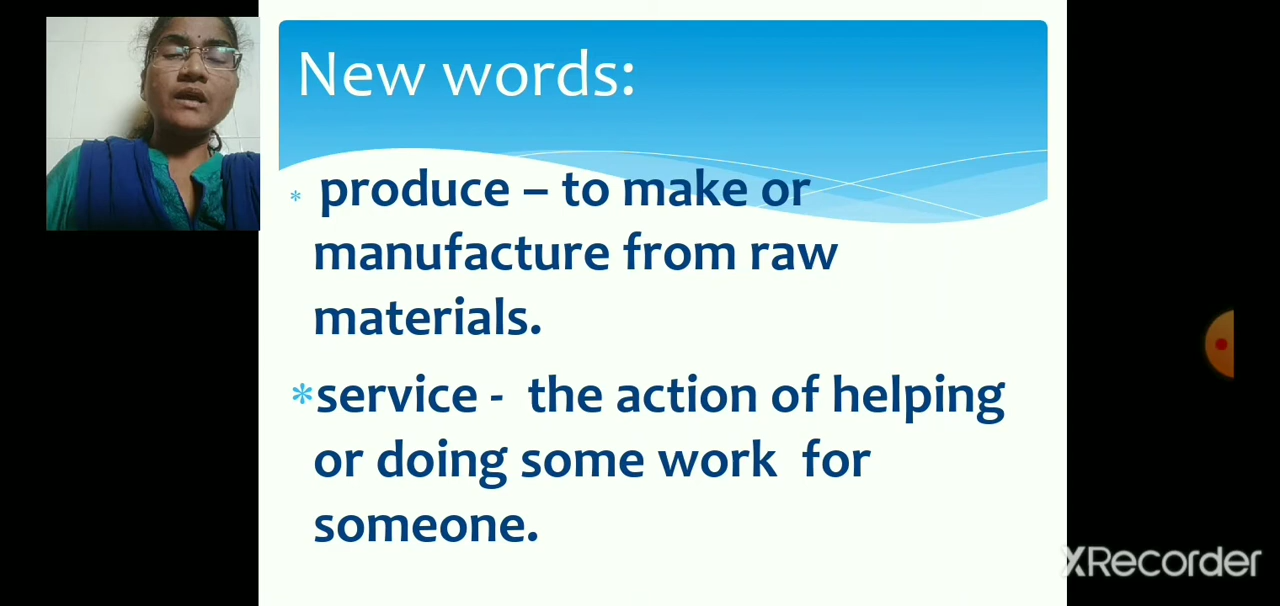 New words:
* produce – to make or
manufacture from raw
materials.
*service - the action of helping
or doing some work for
someone.
XRecorder